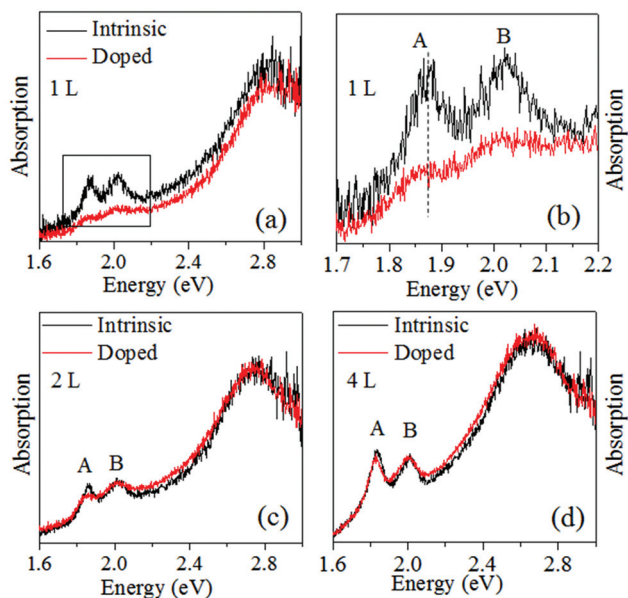 Intrinsic
Doped
1 L
(a)
Absorption
1.6 2.0 2.4 2.8
Energy (eV)
A
B
1 L
(b)
Absorption
1.7 1.8 1.9 2.0 2.1 2.2
Energy (eV)
Intrinsic
Doped
2 L
A
B
(c)
Absorption
1.6 2.0 2.4 2.8
Energy (eV)
Intrinsic
Doped
4 L
A
B
(d)
Absorption
1.6 2.0 2.4 2.8
Energy (eV)